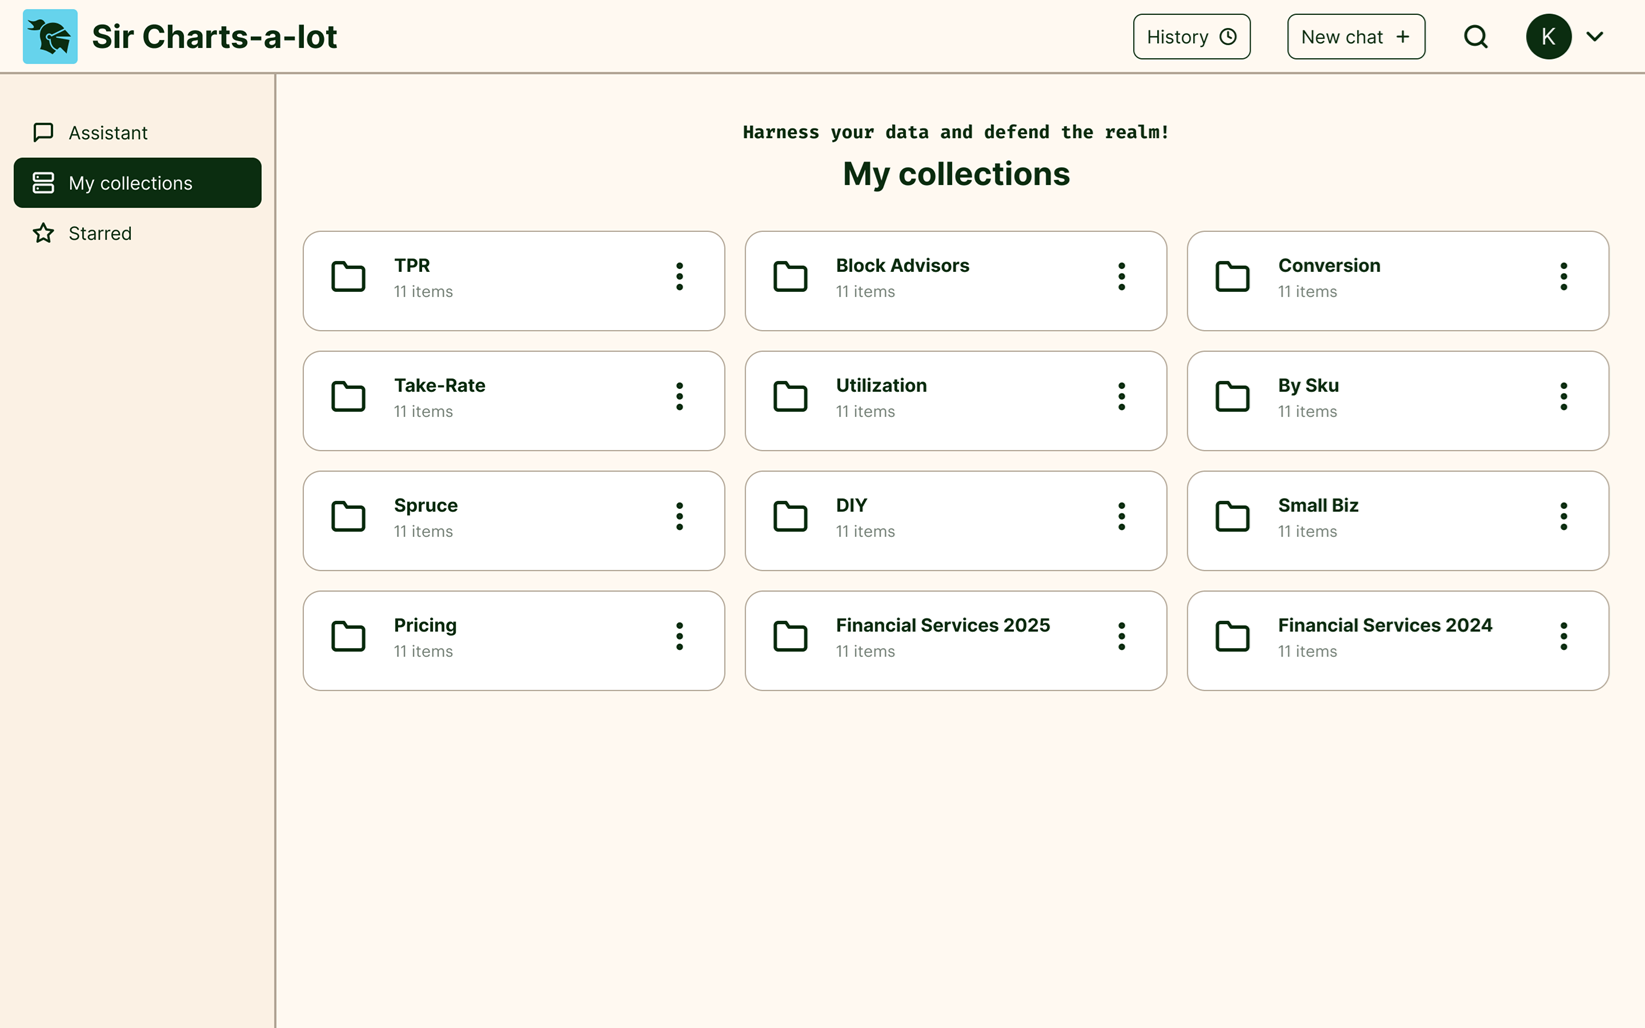 Sir Charts-a-lot
History
New chat +
K
Assistant
My collections
Starred
Harness your data and defend the realm!
My collections
TPR
11 items
Block Advisors
11 items
Conversion
11 items
Take-Rate
11 items
Utilization
11 items
By Sku
11 items
Spruce
11 items
DIY
11 items
Small Biz
11 items
Pricing
11 items
Financial Services 2025
11 items
Financial Services 2024
11 items